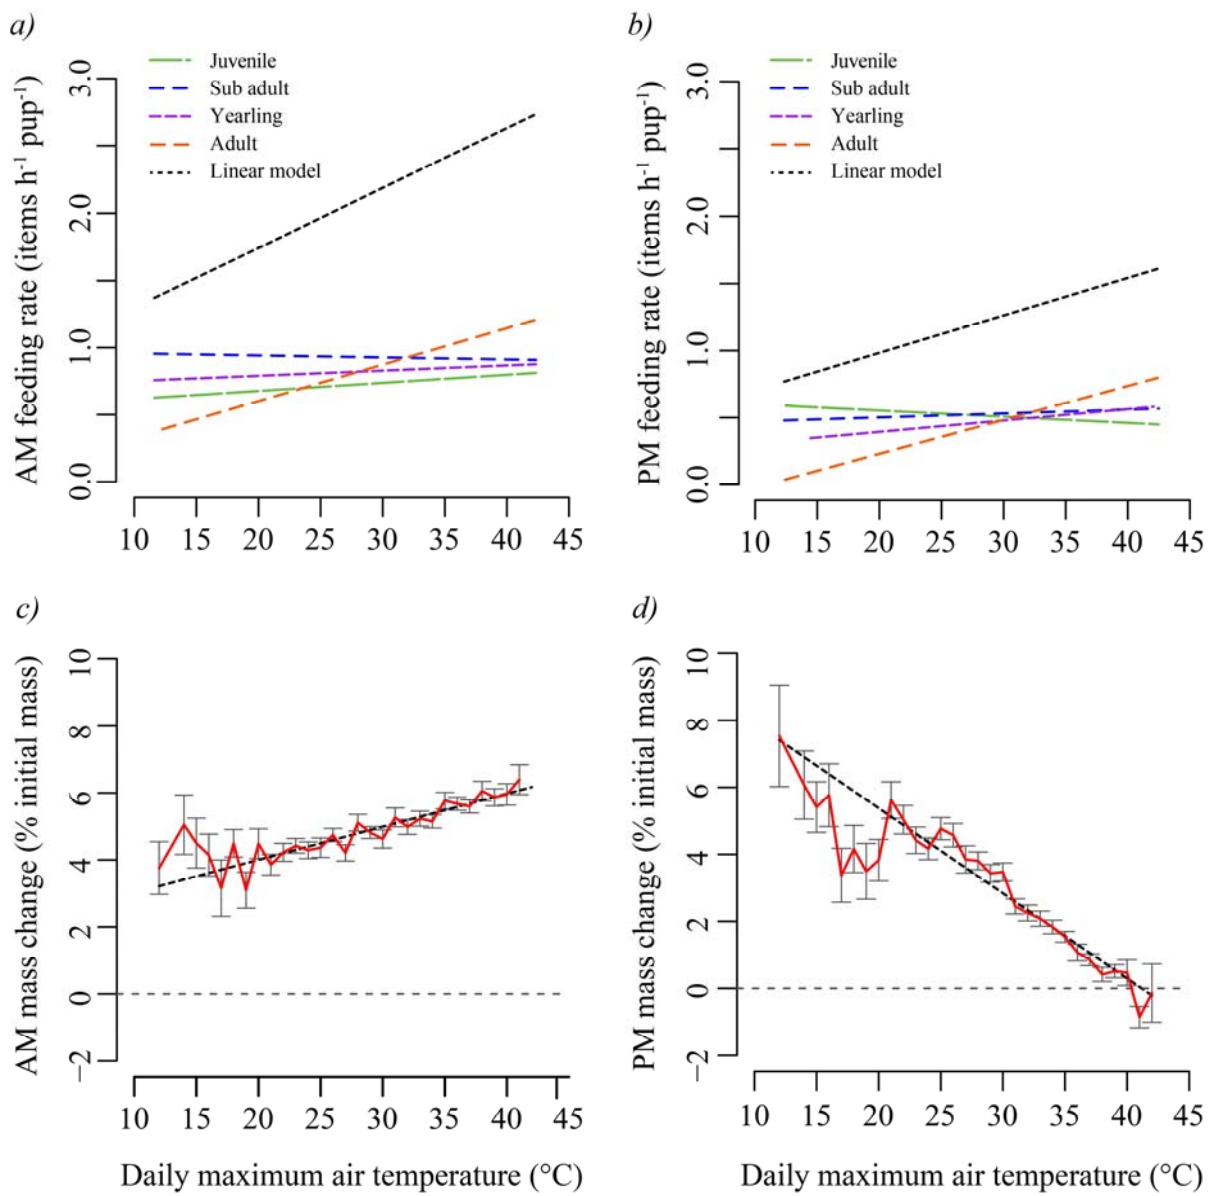 a)
Juvenile
Sub adult
Yearling
Adult
Linear model
AM feeding rate (items h⁻¹ pup⁻¹)
3.0
2.0
1.0
0.0
10 15 20 25 30 35 40 45
b)
Juvenile
Sub adult
Yearling
Adult
Linear model
PM feeding rate (items h⁻¹ pup⁻¹)
3.0
2.0
1.0
0.0
10 15 20 25 30 35 40 45
c)
AM mass change (% initial mass)
10
8
6
4
2
0
−2
10 15 20 25 30 35 40 45
Daily maximum air temperature (°C)
d)
PM mass change (% initial mass)
10
8
6
4
2
0
−2
10 15 20 25 30 35 40 45
Daily maximum air temperature (°C)